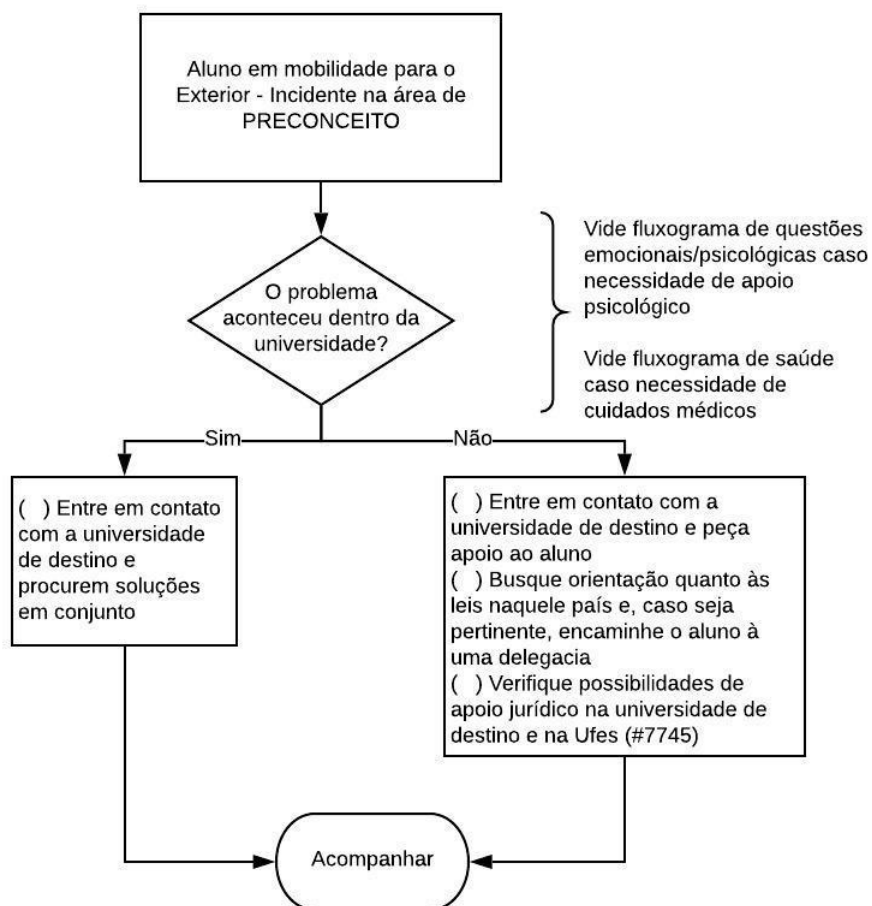 Aluno em mobilidade para o
Exterior - Incidente na área de
PRECONCEITO
O problema
aconteceu dentro da
universidade?
Vide fluxograma de questões
emocionais/psicológicas caso
necessidade de apoio
psicológico
Vide fluxograma de saúde
caso necessidade de
cuidados médicos
Sim
Não
( ) Entre em contato
com a universidade
de destino e
procurem soluções
em conjunto
( ) Entre em contato com a
universidade de destino e peça
apoio ao aluno
( ) Busque orientação quanto às
leis naquele país e, caso seja
pertinente, encaminhe o aluno à
uma delegacia
( ) Verifique possibilidades de
apoio jurídico na universidade de
destino e na Ufes (#7745)
Acompanhar